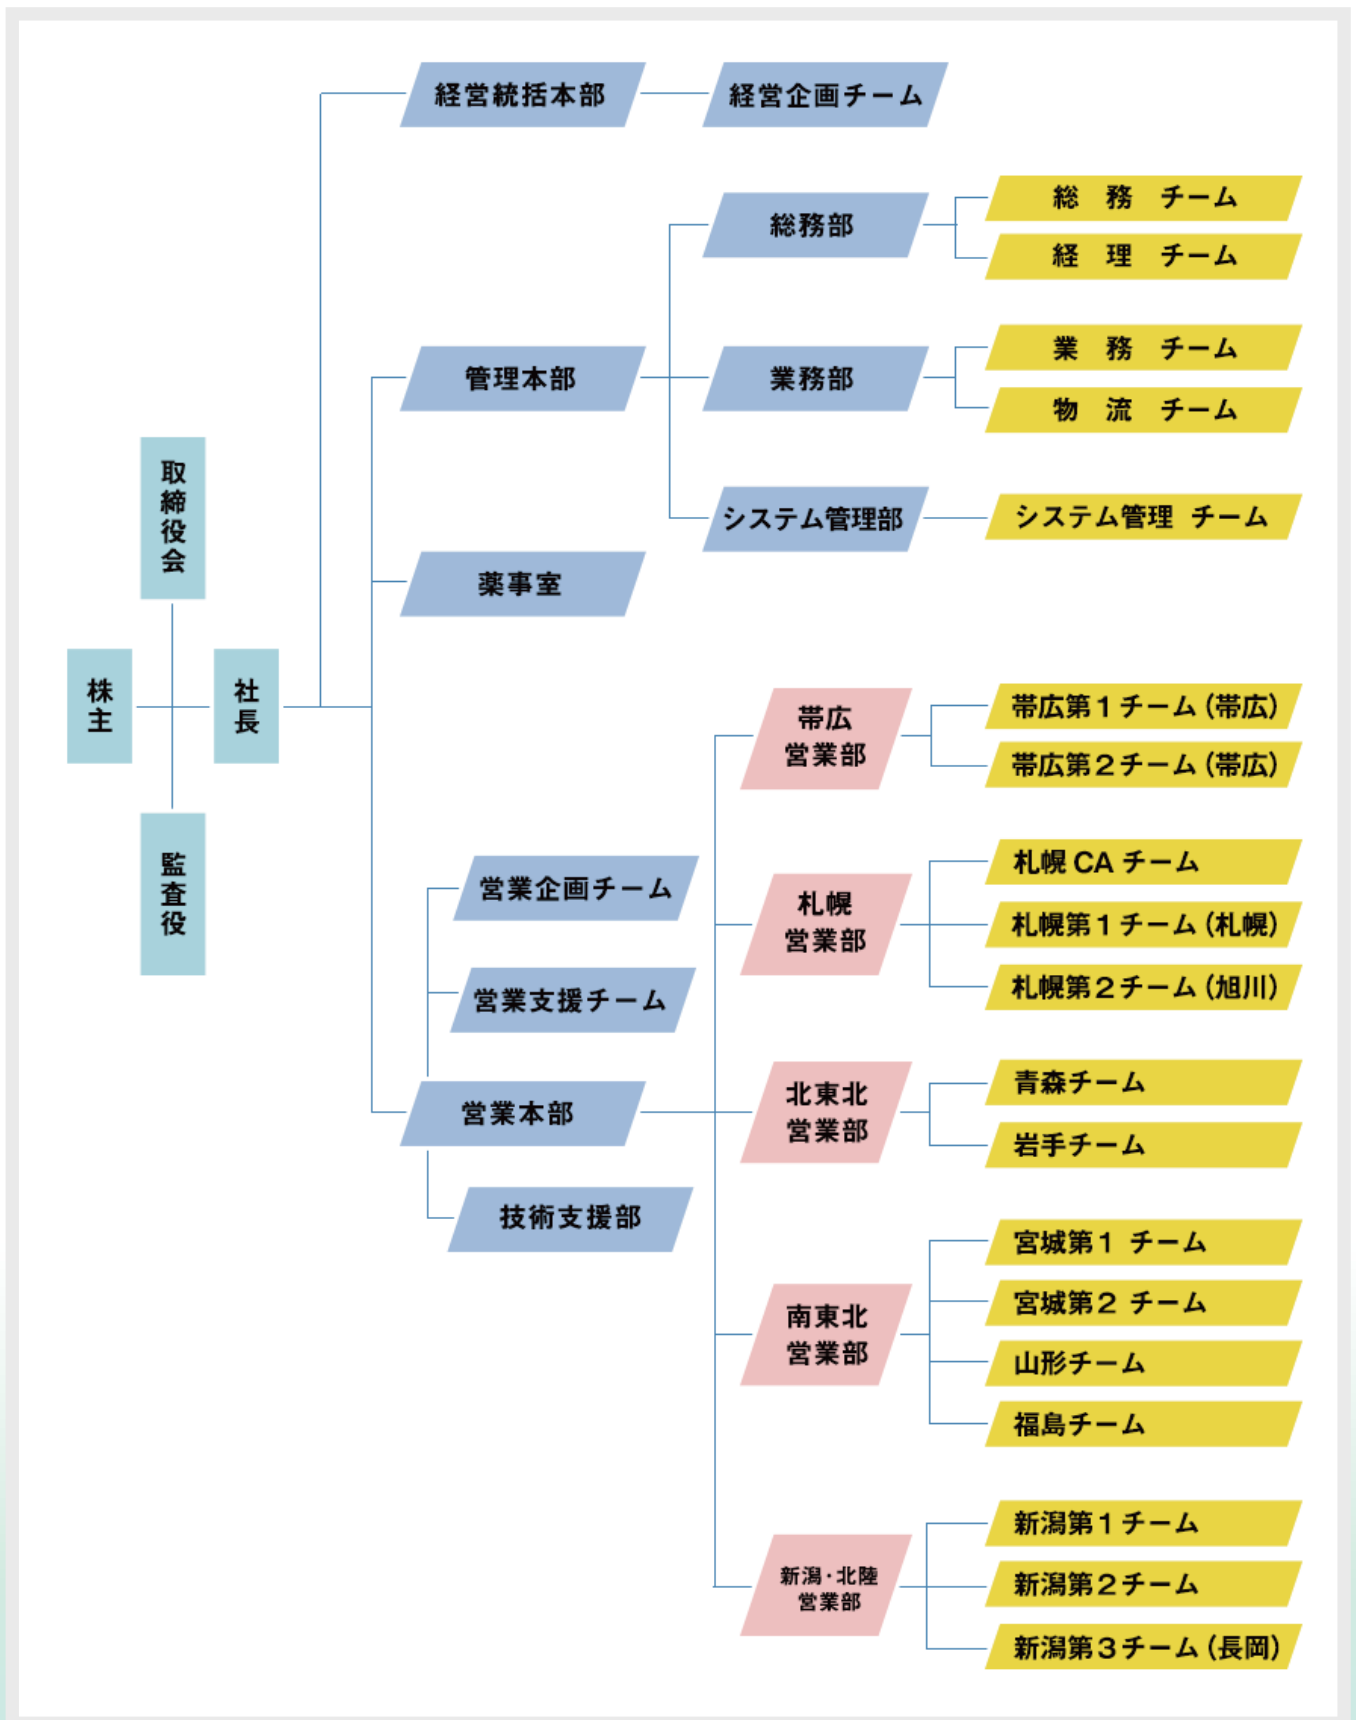 経営統括本部
経営企画チーム
総務部
総　務　チーム
経　理　チーム
管理本部
業務部
業　務　チーム
物　流　チーム
システム管理部
システム管理 チーム
薬事室
取締役会
株主
社長
監査役
帯広
営業部
帯広第１チーム（帯広）
帯広第２チーム（帯広）
営業企画チーム
営業支援チーム
営業本部
技術支援部
札幌
営業部
札幌 CA チーム
札幌第１チーム（札幌）
札幌第２チーム（旭川）
北東北
営業部
青森チーム
岩手チーム
南東北
営業部
宮城第１ チーム
宮城第２ チーム
山形チーム
福島チーム
新潟・北陸
営業部
新潟第１チーム
新潟第２チーム
新潟第３チーム（長岡）